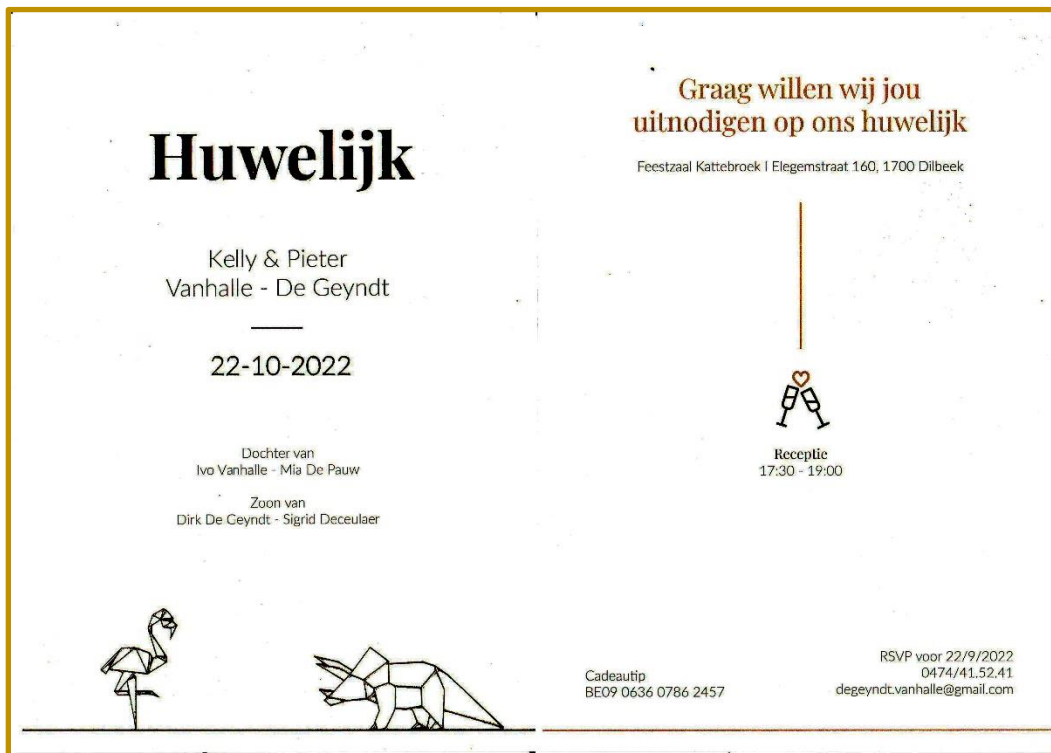 Huwelijk
Kelly & Pieter
Vanhalle - De Geyndt
22-10-2022
Dochter van
Ivo Vanhalle - Mia De Pauw
Zoon van
Dirk De Geyndt - Sigrid Deceulaer
Graag willen wij jou
uitnodigen op ons huwelijk
Feestzaal Kattebroek I Elegemstraat 160, 1700 Dilbeek
Receptie
17:30 - 19:00
Cadeautip
BE09 0636 0786 2457
RSVP voor 22/9/2022
0474/41.52.41
degeyndt.vanhalle@gmail.com